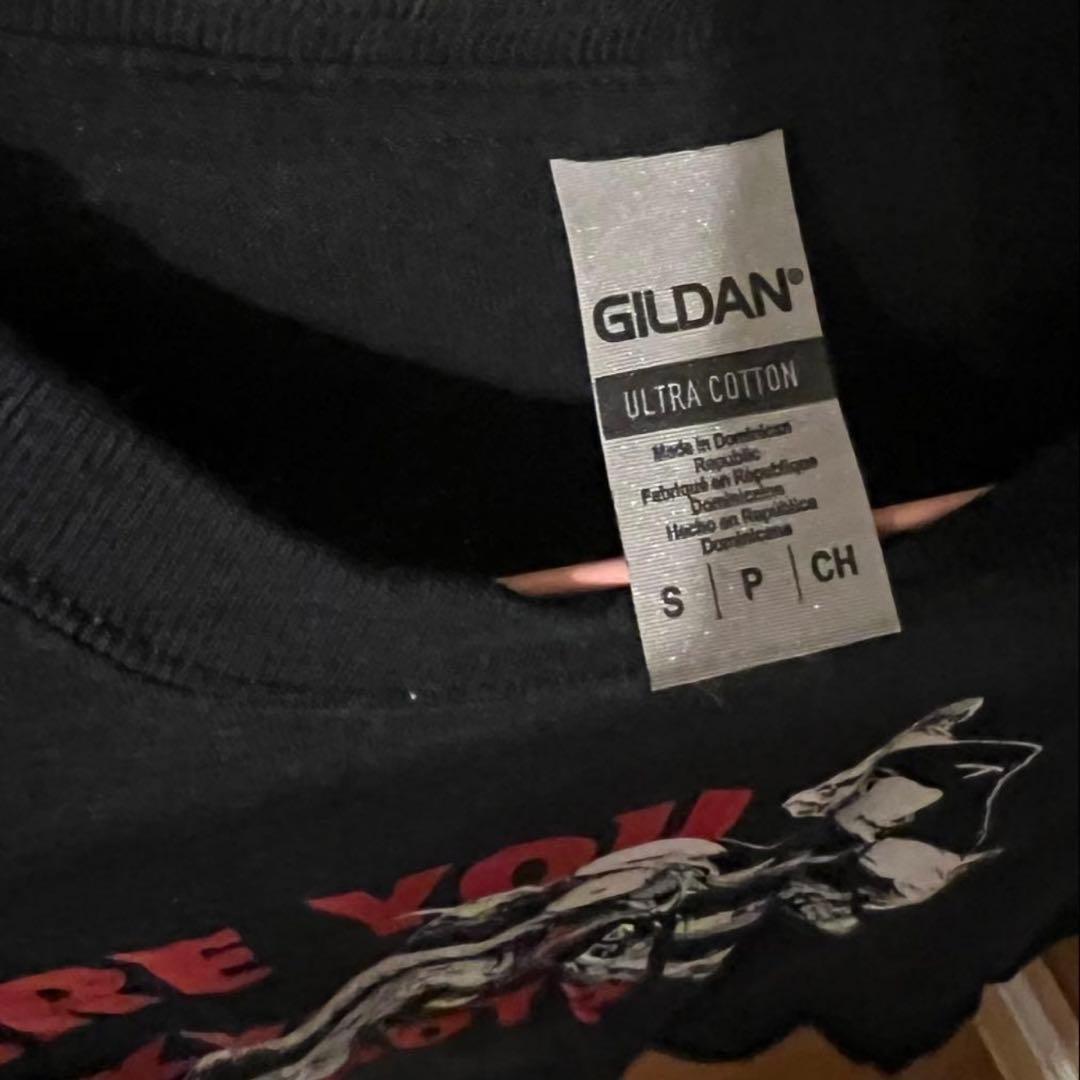 GILDAN®
ULTRA COTTON
Made in Dominican
Republic
Fabriqué en République
Dominicaine
Hecho en República
Dominicana
S | P | CH
RE YOU